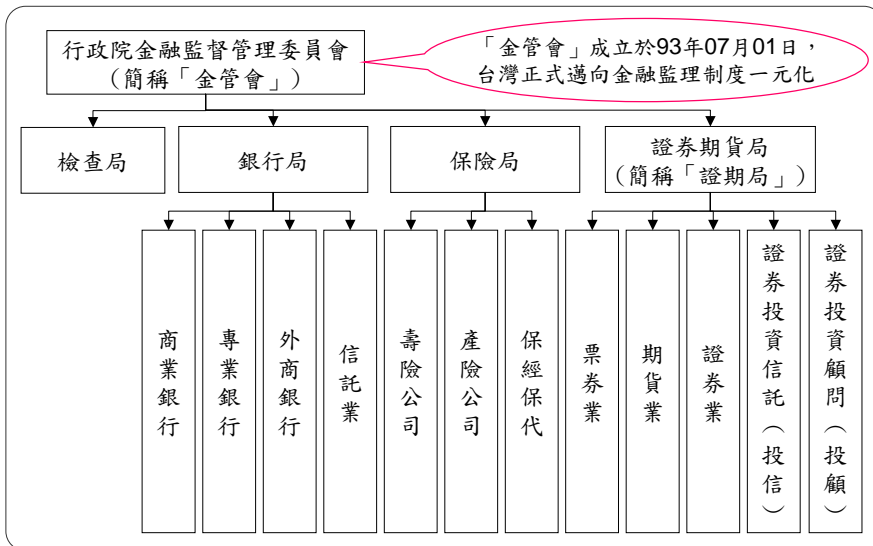 行政院金融監督管理委員會
（簡稱「金管會」）
「金管會」成立於93年07月01日，
台灣正式邁向金融監理制度一元化
檢查局
銀行局
保險局
證券期貨局
（簡稱「證期局」）
商業銀行
專業銀行
外商銀行
信託業
壽險公司
產險公司
保經保代
票券業
期貨業
證券業
證券投資信託（投信）
證券投資顧問（投顧）